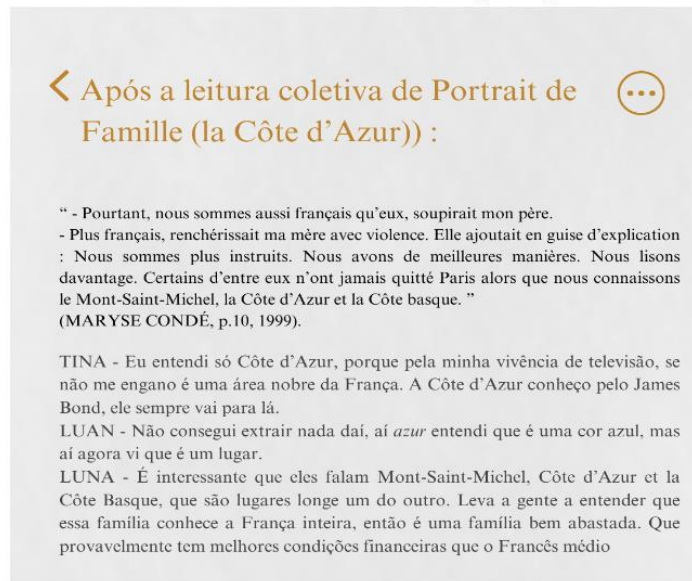 Após a leitura coletiva de Portrait de
Famille (la Côte d’Azur)) :
“ - Pourtant, nous sommes aussi français qu’eux, soupirait mon père.
- Plus français, renchérissait ma mère avec violence. Elle ajoutait en guise d’explication
: Nous sommes plus instruits. Nous avons de meilleures manières. Nous lisons
davantage. Certains d’entre eux n’ont jamais quitté Paris alors que nous connaissons
le Mont-Saint-Michel, la Côte d’Azur et la Côte basque. ”
(MARYSE CONDÉ, p.10, 1999).
TINA - Eu entendi só Côte d’Azur, porque pela minha vivência de televisão, se
não me engano é uma área nobre da França. A Côte d’Azur conheço pelo James
Bond, ele sempre vai para lá.
LUAN - Não consegui extrair nada daí, aí azur entendi que é uma cor azul, mas
aí agora vi que é um lugar.
LUNA - É interessante que eles falam Mont-Saint-Michel, Côte d’Azur et la
Côte Basque, que são lugares longe um do outro. Leva a gente a entender que
essa família conhece a França inteira, então é uma família bem abastada. Que
provavelmente tem melhores condições financeiras que o Francês médio